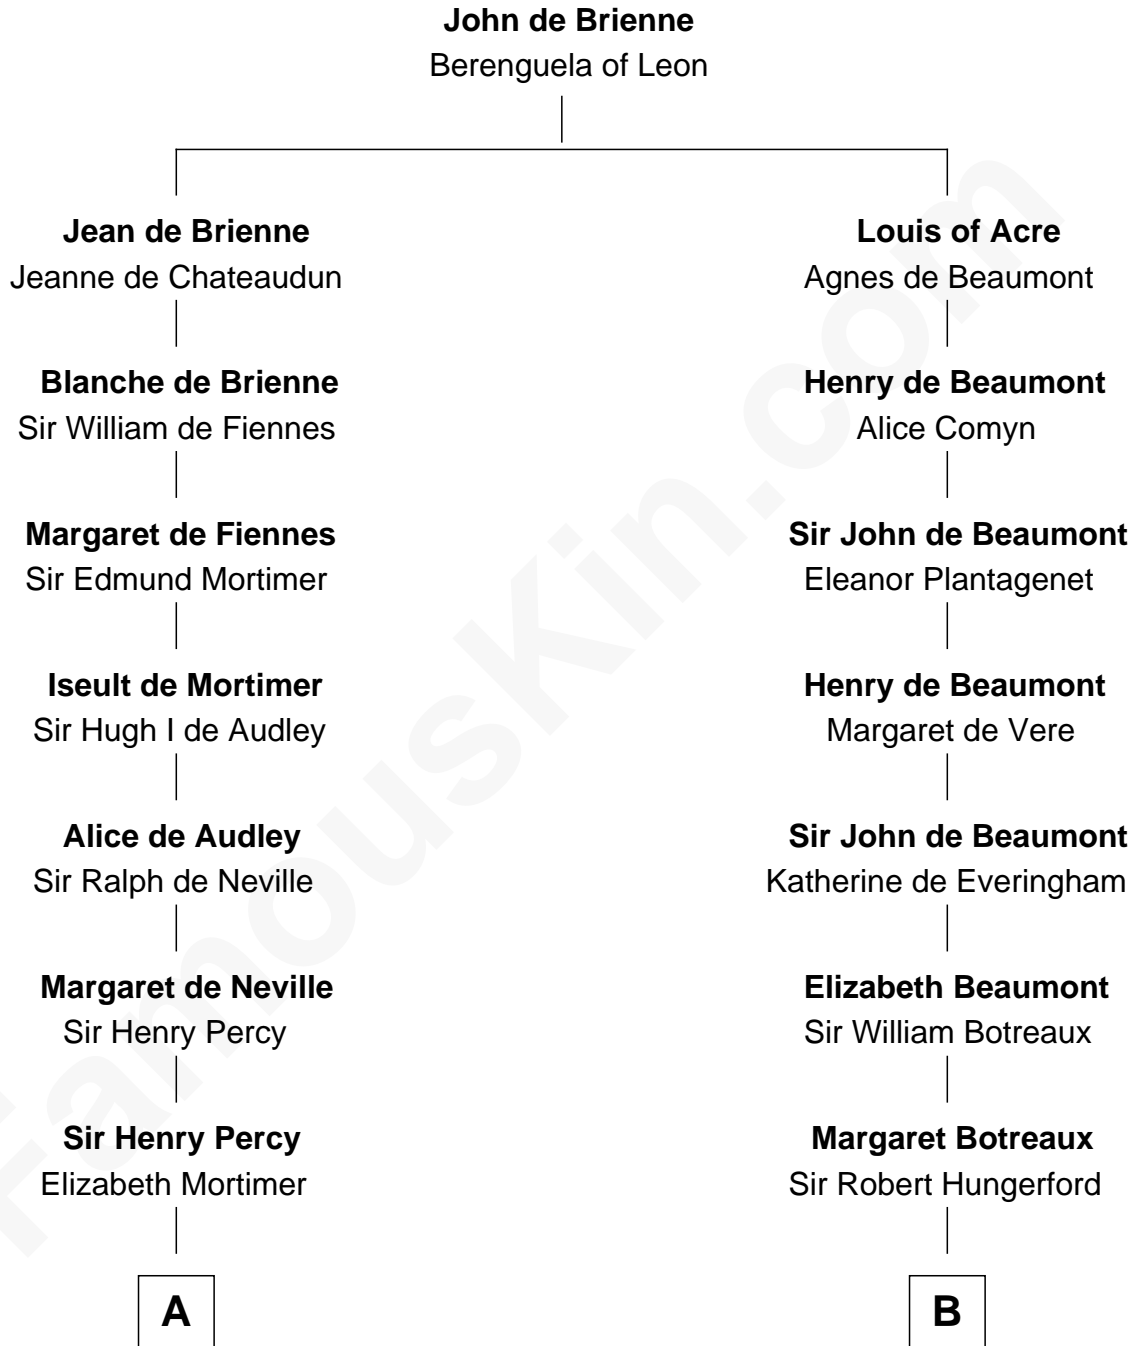 John de Brienne
Berenguela of Leon
Jean de Brienne
Jeanne de Chateaudun
Louis of Acre
Agnes de Beaumont
Blanche de Brienne
Sir William de Fiennes
Henry de Beaumont
Alice Comyn
Margaret de Fiennes
Sir Edmund Mortimer
Sir John de Beaumont
Eleanor Plantagenet
Iseult de Mortimer
Sir Hugh I de Audley
Henry de Beaumont
Margaret de Vere
Alice de Audley
Sir Ralph de Neville
Sir John de Beaumont
Katherine de Everingham
Margaret de Neville
Sir Henry Percy
Elizabeth Beaumont
Sir William Botreaux
Sir Henry Percy
Elizabeth Mortimer
Margaret Botreaux
Sir Robert Hungerford
A
B
FamousKin.com